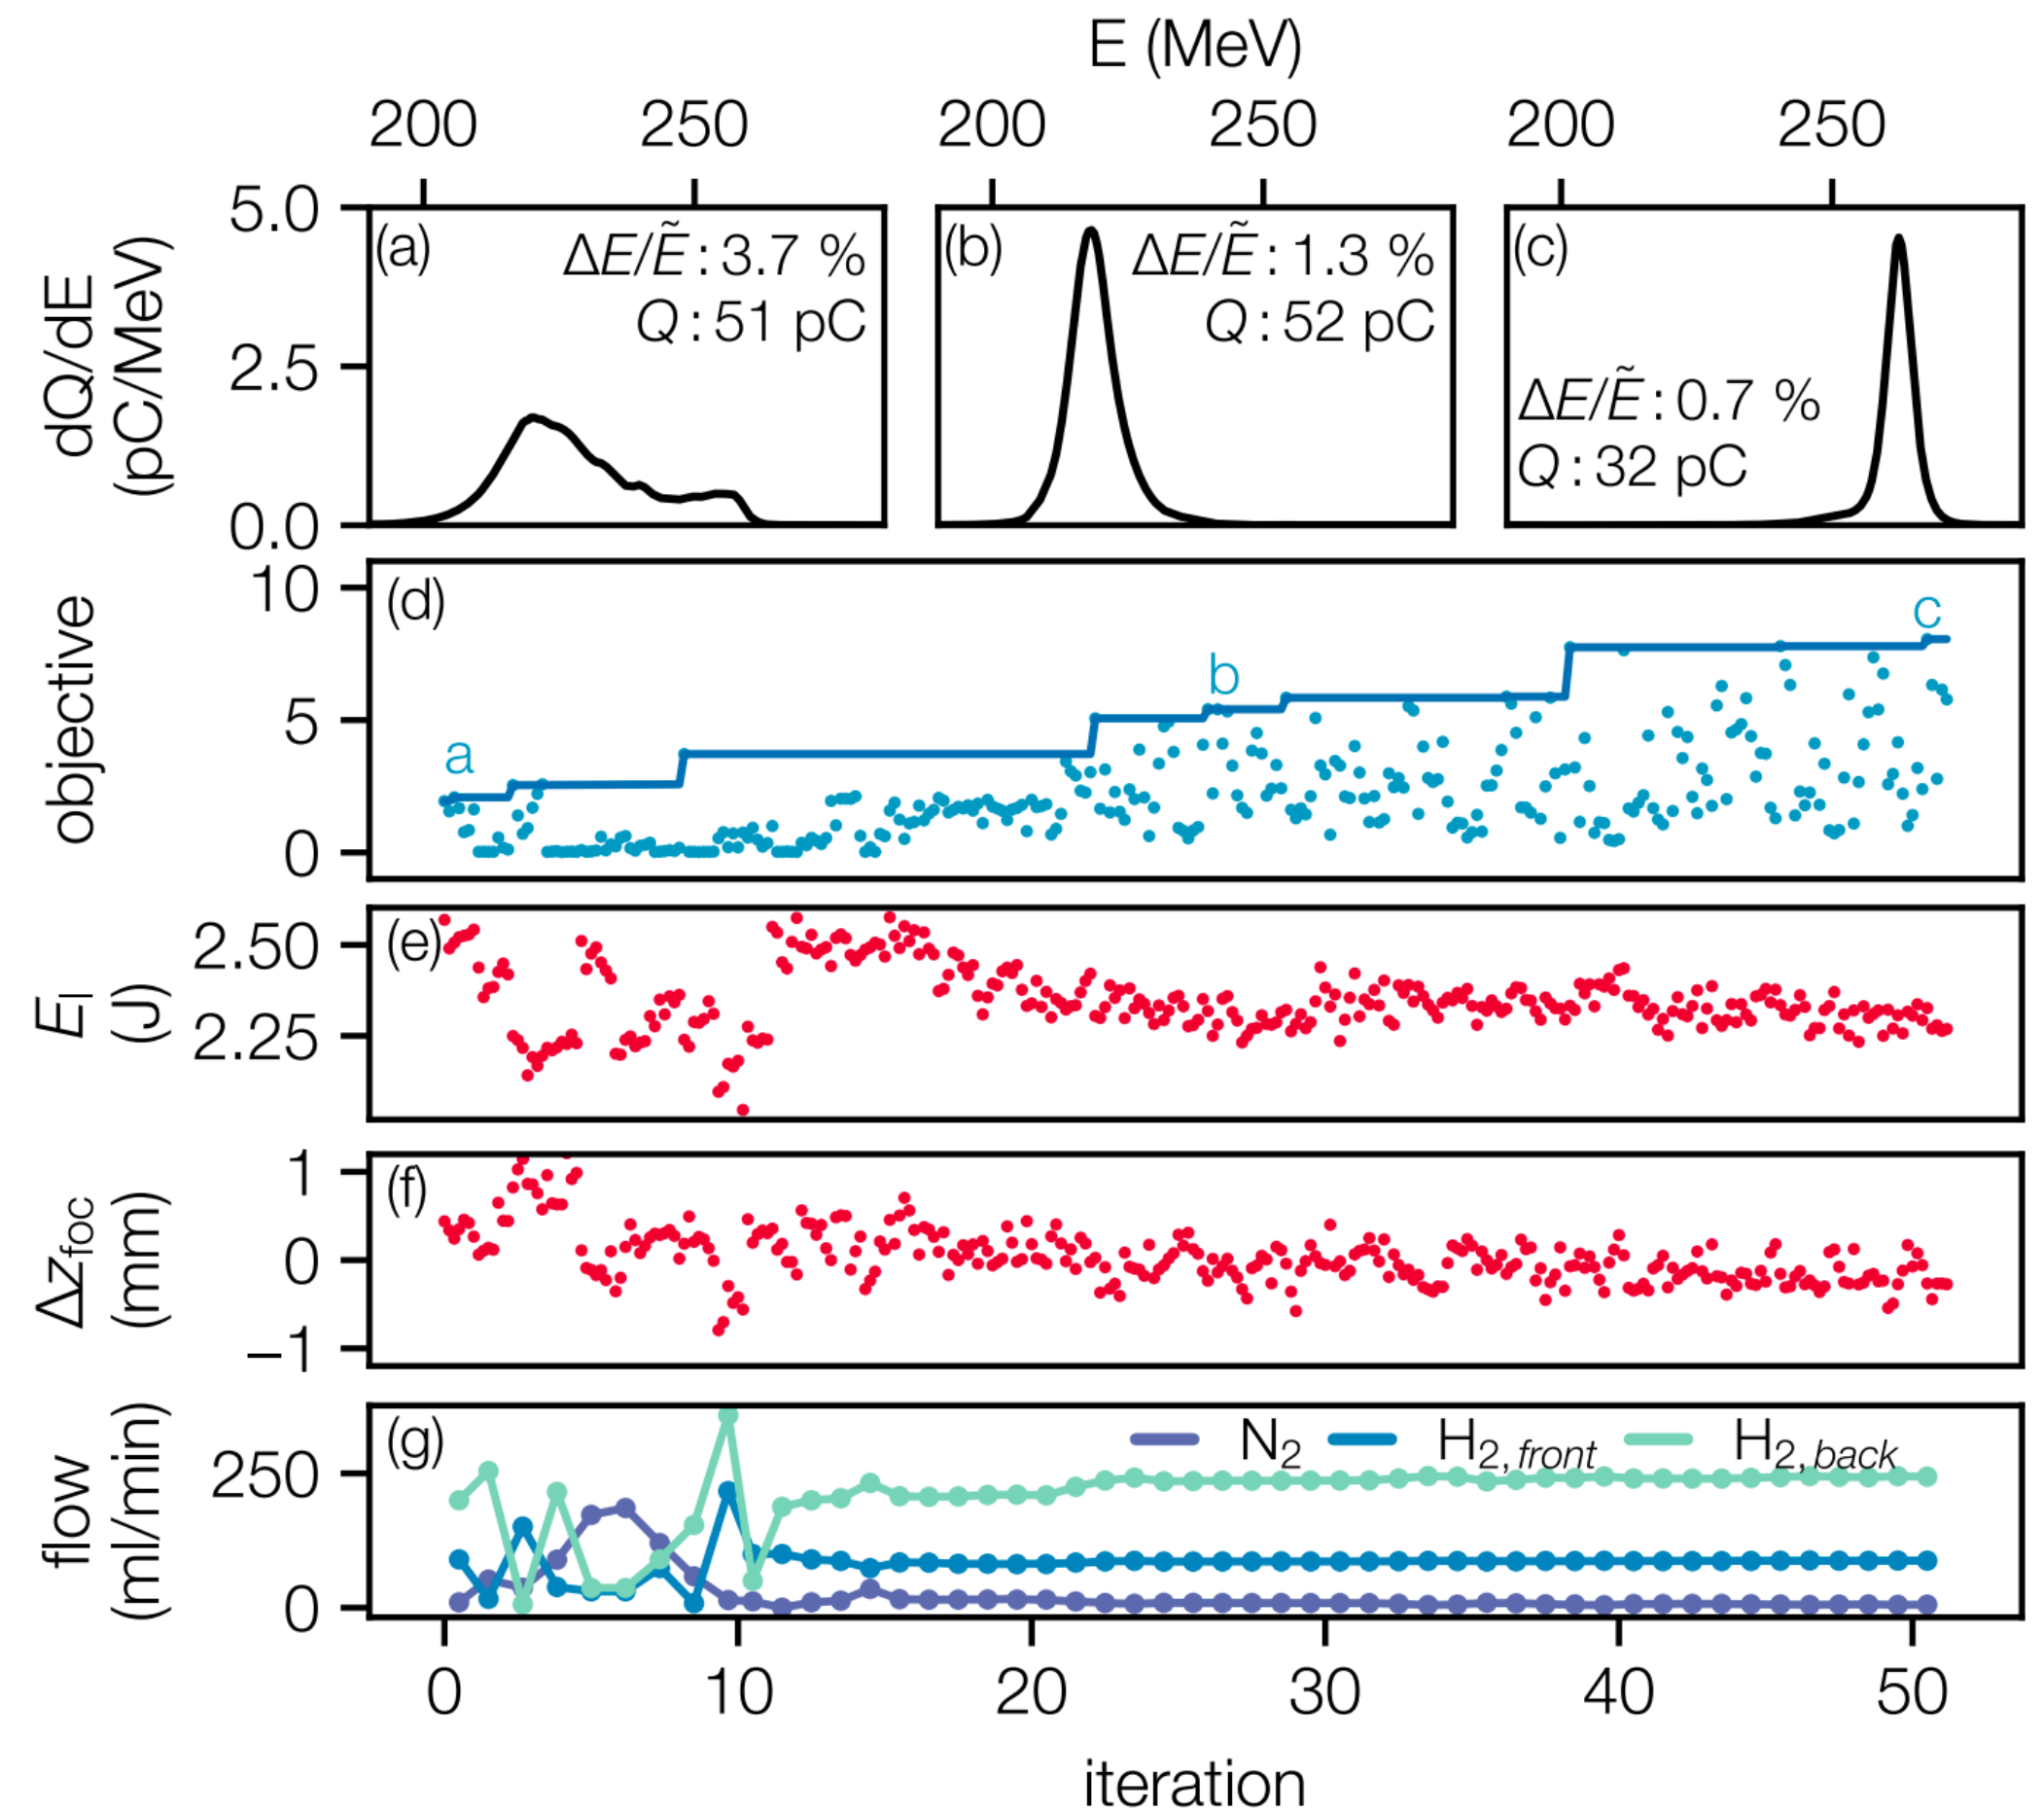 E (MeV)
200 250 200 250 200 250
dQ/dE
(pC/MeV)
5.0
2.5
0.0
(a)
ΔE/Ẽ : 3.7 %
Q : 51 pC
(b)
ΔE/Ẽ : 1.3 %
Q : 52 pC
(c)
ΔE/Ẽ : 0.7 %
Q : 32 pC
objective
10
5
0
(d)
a
b
c
E_l
(J)
2.50
2.25
(e)
Δz_foc
(mm)
1
0
−1
(f)
flow
(ml/min)
250
0
(g)
N₂ H₂,front H₂,back
0 10 20 30 40 50
iteration